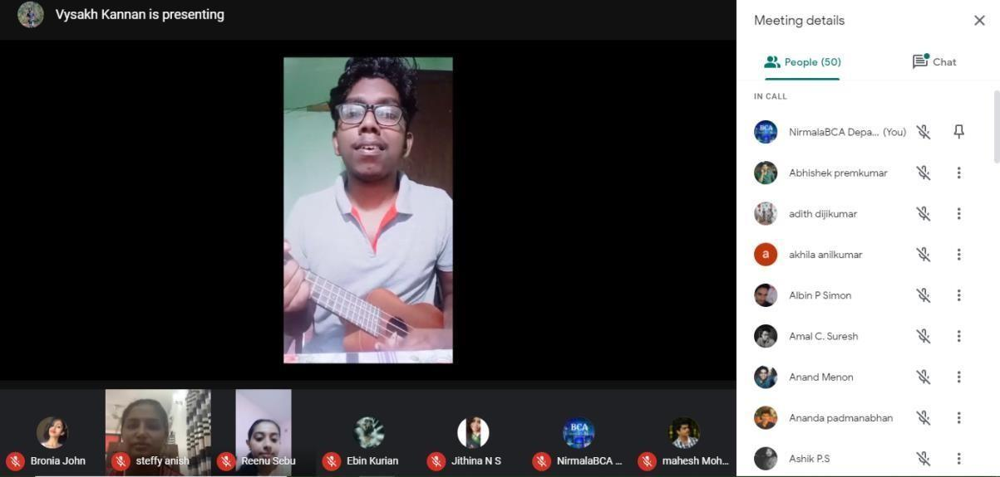 Vysakh Kannan is presenting
Meeting details
People (50)
Chat
IN CALL
BCA
NirmalaBCA Depa... (You)
Abhishek premkumar
adith dijikumar
a
akhila anilkumar
Albin P Simon
Amal C. Suresh
Anand Menon
Ananda padmanabhan
Ashik P.S
BCA
Bronia John
steffy anish
Reenu Sebu
Ebin Kurian
Jithina N S
NirmalaBCA ...
mahesh Moh...